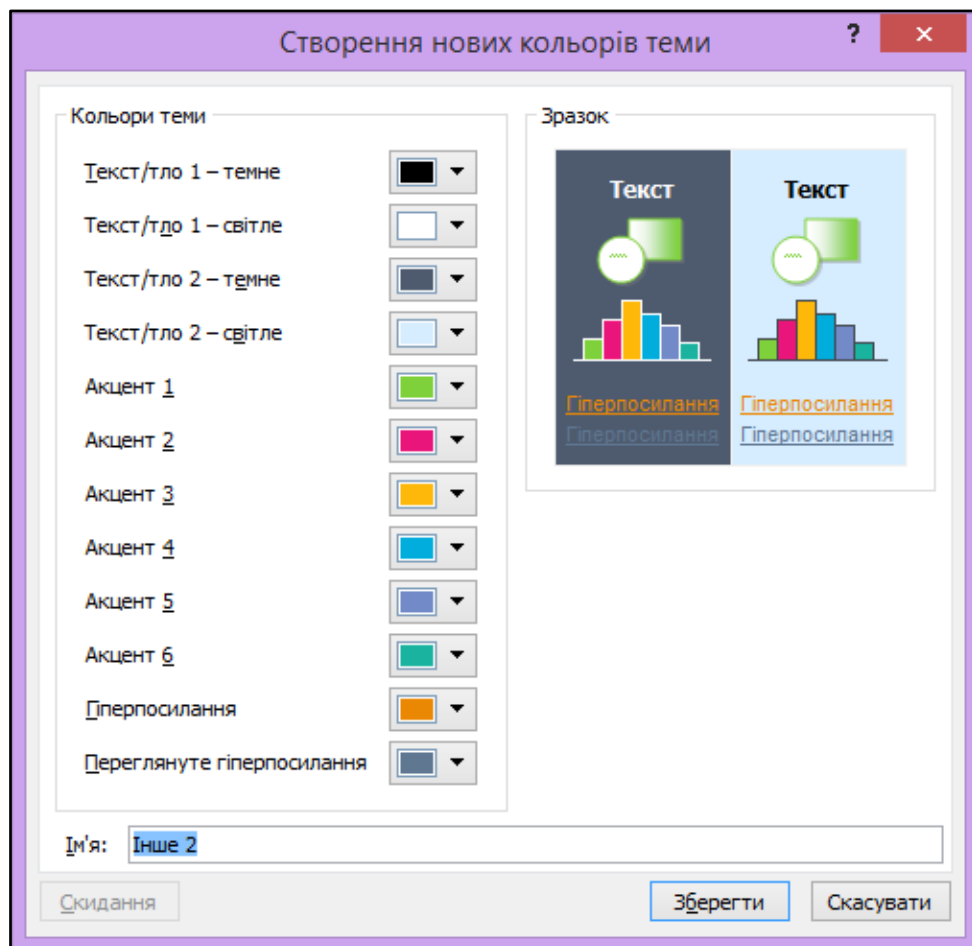 Створення нових кольорів теми
?
Кольори теми
Текст/тло 1 – темне
Текст/тло 1 – світле
Текст/тло 2 – темне
Текст/тло 2 – світле
Акцент 1
Акцент 2
Акцент 3
Акцент 4
Акцент 5
Акцент 6
Гіперпосилання
Переглянуте гіперпосилання
Зразок
Текст Текст
Гіперпосилання Гіперпосилання
Гіперпосилання Гіперпосилання
Ім'я: Інше 2
Скидання Зберегти Скасувати